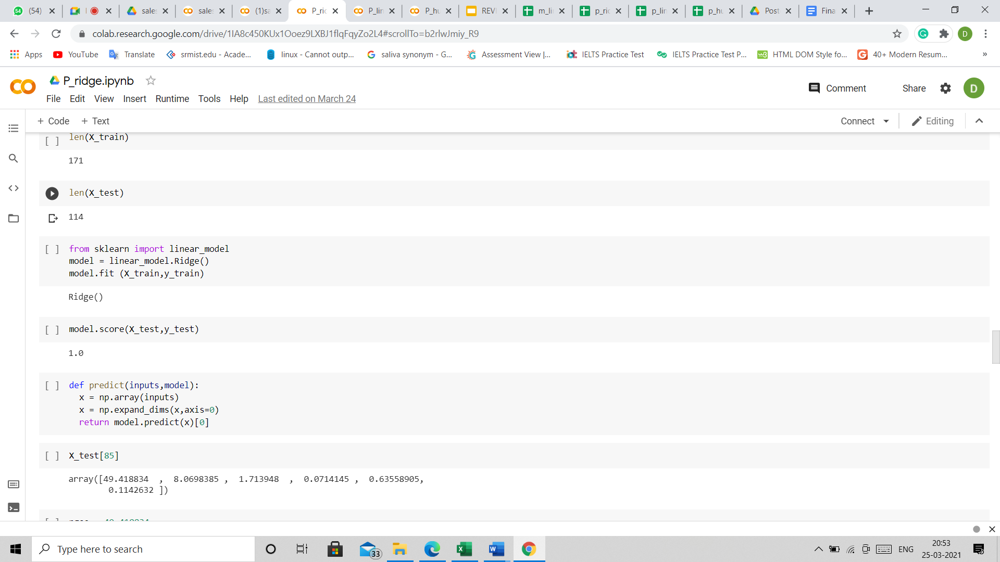 (54)
sales
sales
(1)sa
P_ric
P_lin
P_hu
REVI
m_li
p_ric
p_lin
p_hu
Post
Fina
colab.research.google.com/drive/1IA8c450KUx1Ooez9LXBJ1flqFqyZo2L4#scrollTo=b2rlwJmiy_R9
D
Apps YouTube Translate srmist.edu - Acade... linux - Cannot outp... saliva synonym - G... Assessment View |... IELTS Practice Test IELTS Practice Test P... HTML DOM Style fo... 40+ Modern Resum... »
P_ridge.ipynb
Comment Share D
File Edit View Insert Runtime Tools Help Last edited on March 24
+ Code + Text Connect Editing
[ ] len(X_train)
171
len(X_test)
114
[ ] from sklearn import linear_model
model = linear_model.Ridge()
model.fit (X_train,y_train)
Ridge()
[ ] model.score(X_test,y_test)
1.0
[ ] def predict(inputs,model):
x = np.array(inputs)
x = np.expand_dims(x,axis=0)
return model.predict(x)[0]
[ ] X_test[85]
array([49.418834  ,  8.0698385 ,  1.713948  ,  0.0714145 ,  0.63558905,
0.1142632 ])
Type here to search
33
ENG
20:53
25-03-2021